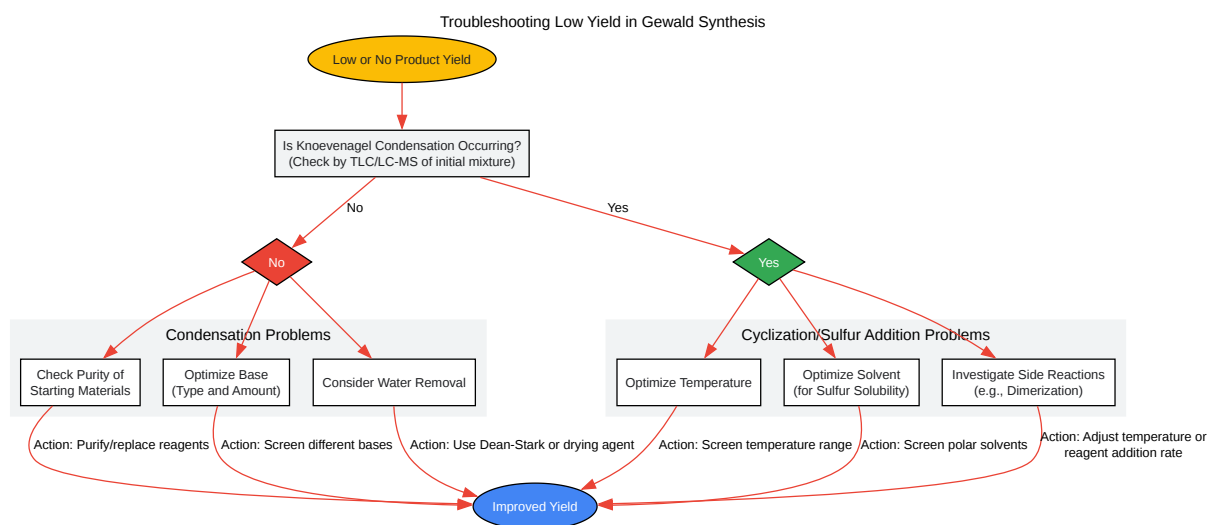 Troubleshooting Low Yield in Gewald Synthesis
Low or No Product Yield
Is Knoevenagel Condensation Occurring?
(Check by TLC/LC-MS of initial mixture)
No
Yes
No
Yes
Condensation Problems
Cyclization/Sulfur Addition Problems
Check Purity of
Starting Materials
Optimize Base
(Type and Amount)
Consider Water Removal
Optimize Temperature
Optimize Solvent
(for Sulfur Solubility)
Investigate Side Reactions
(e.g., Dimerization)
Action: Purify/replace reagents
Action: Screen different bases
Action: Use Dean-Stark or drying agent
Action: Screen temperature range
Action: Screen polar solvents
Action: Adjust temperature or
reagent addition rate
Improved Yield